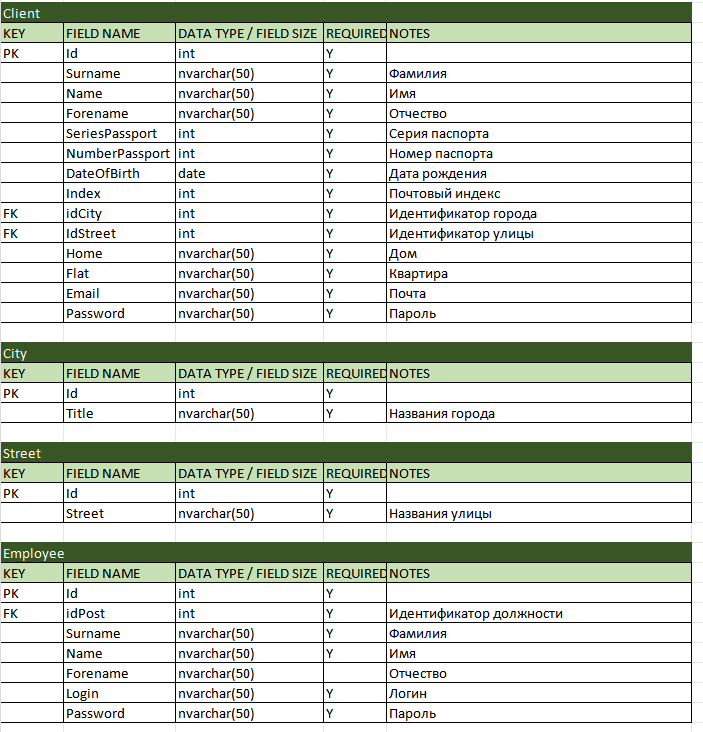 Client
KEY FIELD NAME DATA TYPE / FIELD SIZE REQUIRED NOTES
PK Id int Y
Surname nvarchar(50) Y Фамилия
Name nvarchar(50) Y Имя
Forename nvarchar(50) Y Отчество
SeriesPassport int Y Серия паспорта
NumberPassport int Y Номер паспорта
DateOfBirth date Y Дата рождения
Index int Y Почтовый индекс
FK idCity int Y Идентификатор города
FK IdStreet int Y Идентификатор улицы
Home nvarchar(50) Y Дом
Flat nvarchar(50) Y Квартира
Email nvarchar(50) Y Почта
Password nvarchar(50) Y Пароль
City
KEY FIELD NAME DATA TYPE / FIELD SIZE REQUIRED NOTES
PK Id int Y
Title nvarchar(50) Y Названия города
Street
KEY FIELD NAME DATA TYPE / FIELD SIZE REQUIRED NOTES
PK Id int Y
Street nvarchar(50) Y Названия улицы
Employee
KEY FIELD NAME DATA TYPE / FIELD SIZE REQUIRED NOTES
PK Id int Y
FK idPost int Y Идентификатор должности
Surname nvarchar(50) Y Фамилия
Name nvarchar(50) Y Имя
Forename nvarchar(50) Отчество
Login nvarchar(50) Y Логин
Password nvarchar(50) Y Пароль